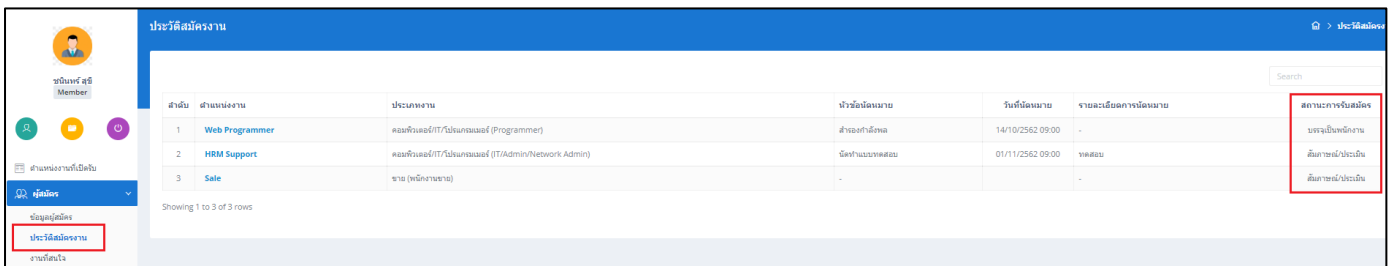 ประวัติสมัครงาน
ประวัติสมัครง
ชนินทร์ สุขี
Member
ตำแหน่งงานที่เปิดรับ
ผู้สมัคร
ข้อมูลผู้สมัคร
ประวัติสมัครงาน
งานที่สนใจ
Search
ลำดับ ตำแหน่งงาน ประเภทงาน หัวข้อนัดหมาย วันที่นัดหมาย รายละเอียดการนัดหมาย สถานะการรับสมัคร
1 Web Programmer คอมพิวเตอร์/IT/โปรแกรมเมอร์ (Programmer) สำรองกำลังพล 14/10/2562 09:00 - บรรจุเป็นพนักงาน
2 HRM Support คอมพิวเตอร์/IT/โปรแกรมเมอร์ (IT/Admin/Network Admin) นัดทำแบบทดสอบ 01/11/2562 09:00 ทดสอบ สัมภาษณ์/ประเมิน
3 Sale ขาย (พนักงานขาย) - - สัมภาษณ์/ประเมิน
Showing 1 to 3 of 3 rows